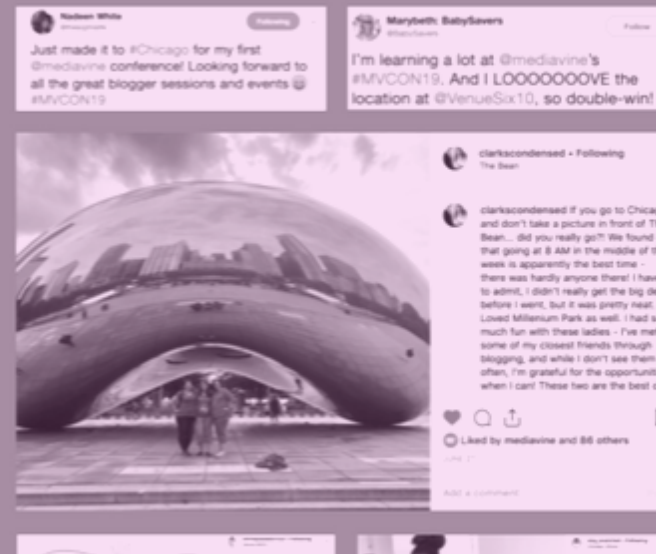 Nadeen White
Following
Just made it to #Chicago for my first
@mediavine conference! Looking forward to
all the great blogger sessions and events
#MVCON19
Marybeth: BabySavers
@BabySavers
Follow
I'm learning a lot at @mediavine's
#MVCON19. And I LOOOOOOOVE the
location at @VenueSix10, so double-win!
clarkscondensed • Following
The Bean
clarkscondensed If you go to Chica
and don't take a picture in front of T
Bean... did you really go?! We found
that going at 8 AM in the middle of t
week is apparently the best time -
there was hardly anyone there! I have
to admit, I didn't really get the big de
before I went, but it was pretty neat.
Loved Millenium Park as well. I had s
much fun with these ladies - I've met
some of my closest friends through
blogging, and while I don't see them
often, I'm grateful for the opportuniti
when I can! These two are the best
Liked by mediavine and 86 others
Add a comment